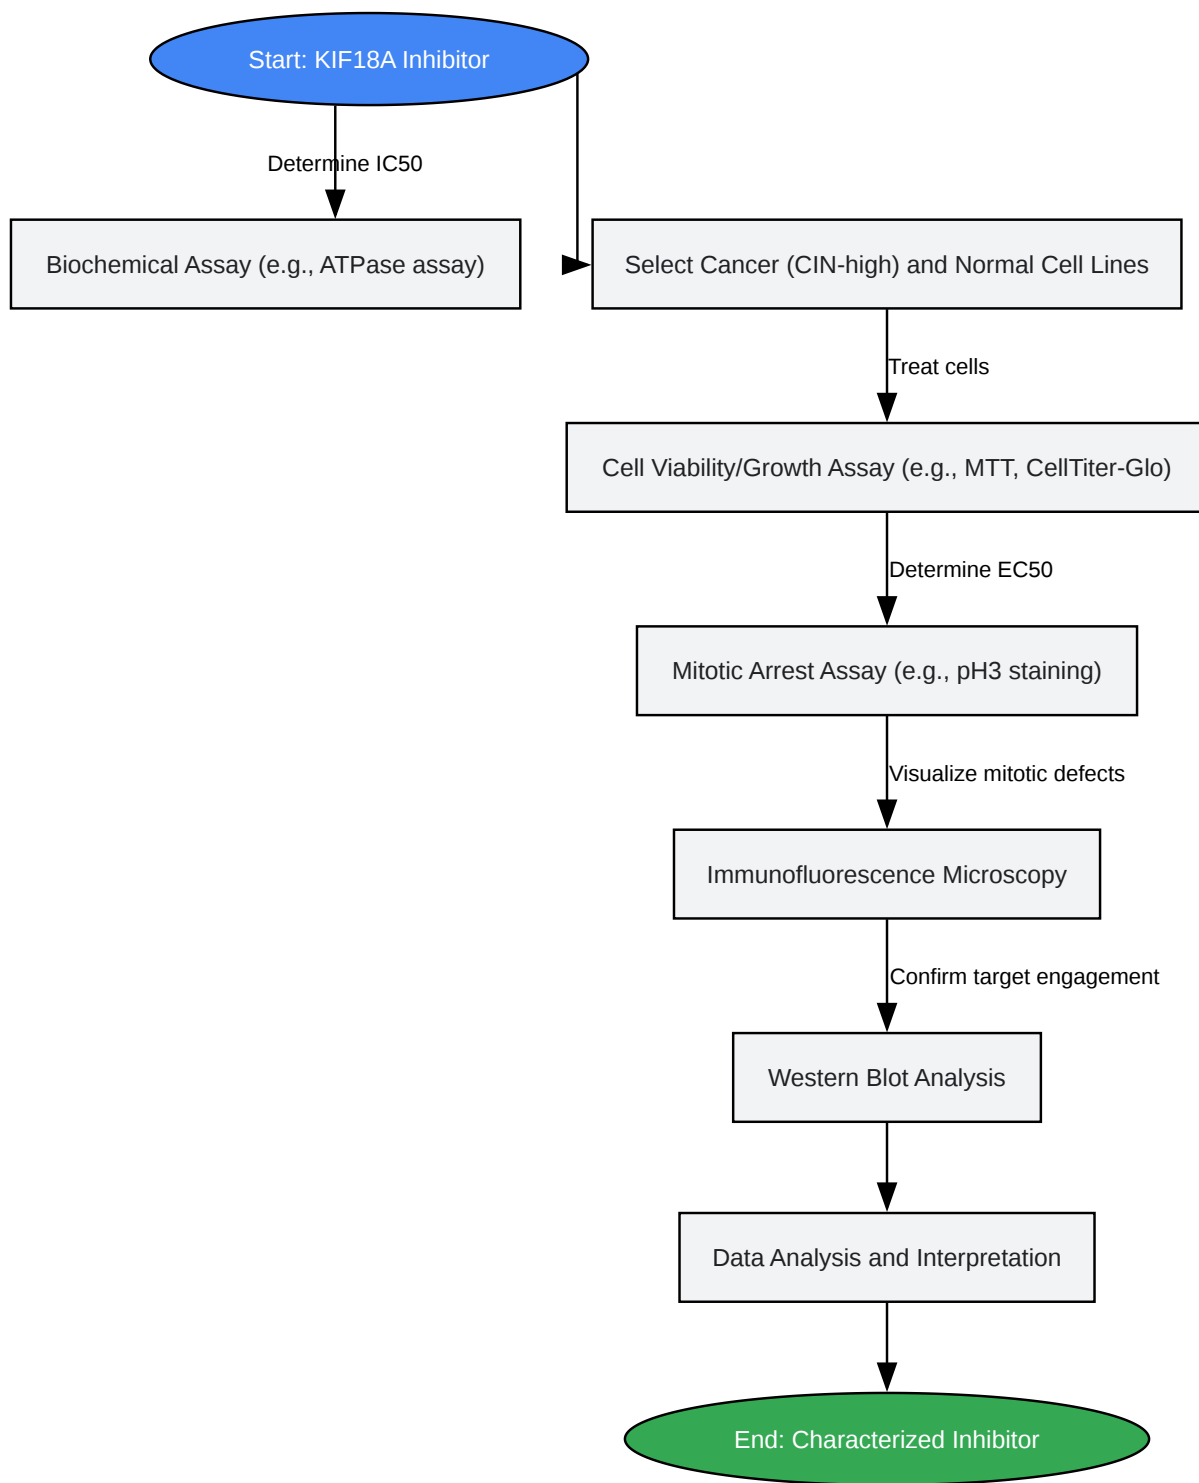 Start: KIF18A Inhibitor
Determine IC50
Biochemical Assay (e.g., ATPase assay)
Select Cancer (CIN-high) and Normal Cell Lines
Treat cells
Cell Viability/Growth Assay (e.g., MTT, CellTiter-Glo)
Determine EC50
Mitotic Arrest Assay (e.g., pH3 staining)
Visualize mitotic defects
Immunofluorescence Microscopy
Confirm target engagement
Western Blot Analysis
Data Analysis and Interpretation
End: Characterized Inhibitor